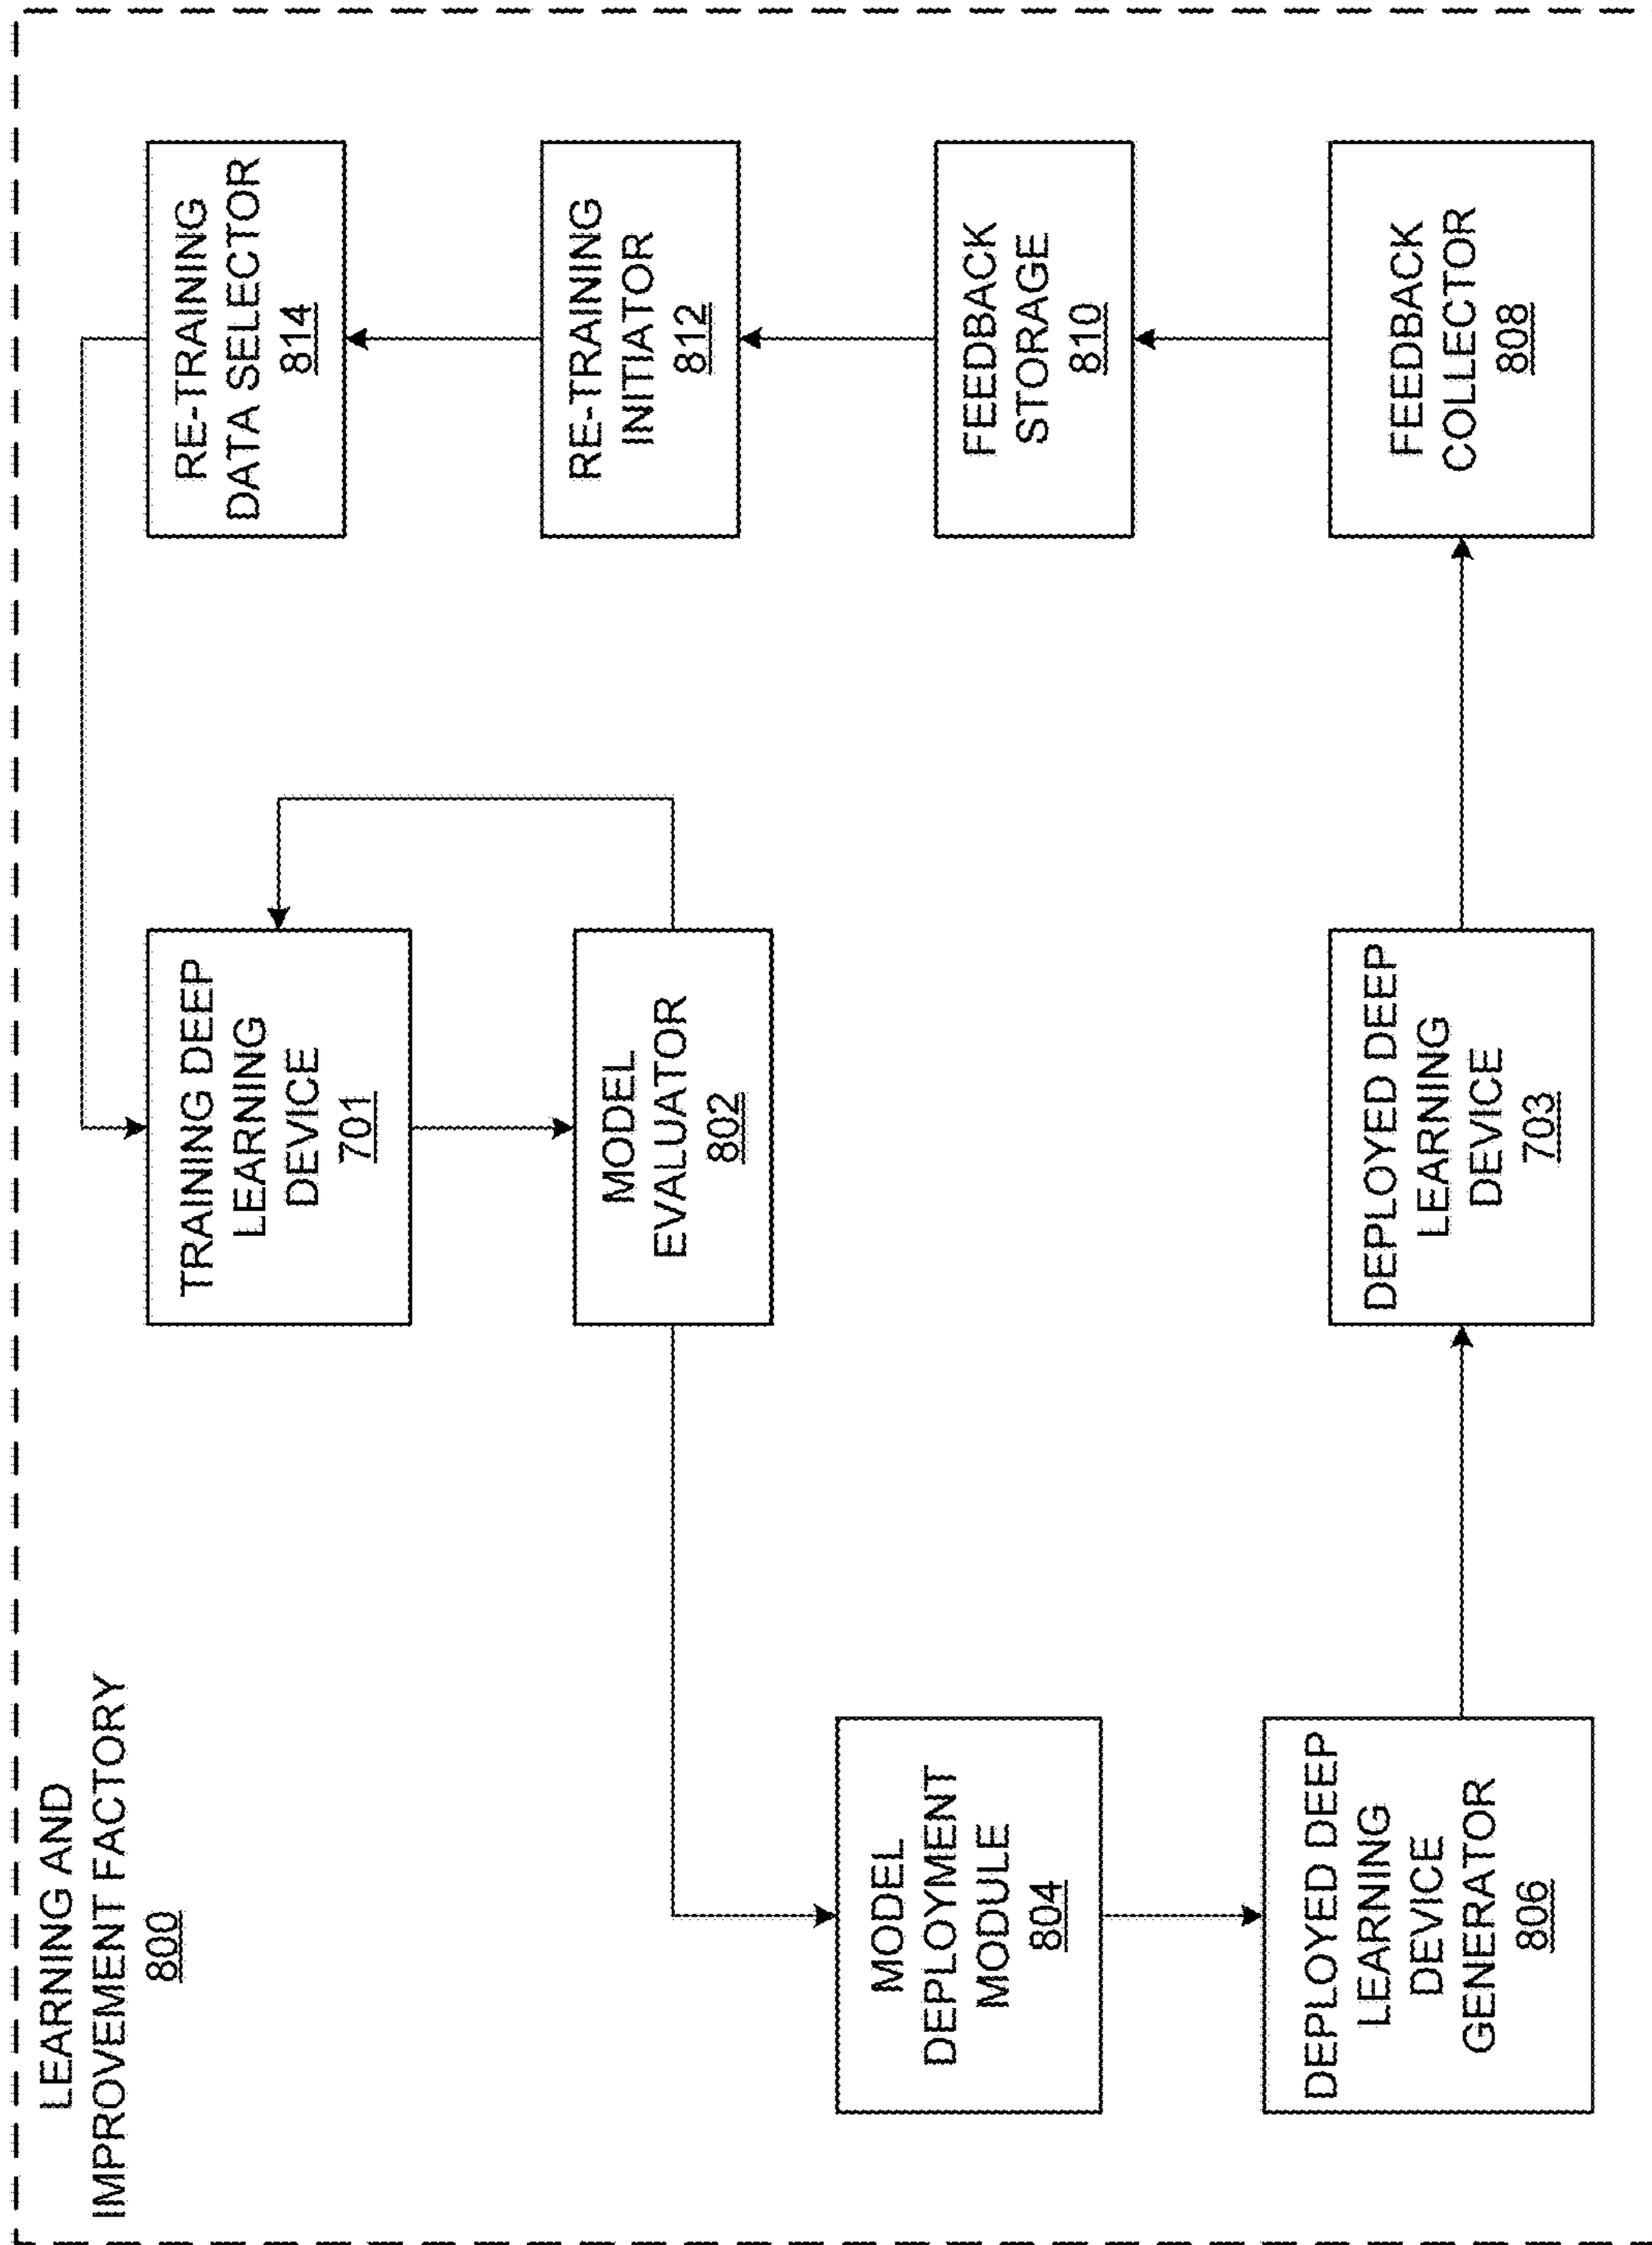 LEARNING AND
IMPROVEMENT FACTORY
800
TRAINING DEEP
LEARNING
DEVICE
701
RE-TRAINING
DATA SELECTOR
814
MODEL
EVALUATOR
802
RE-TRAINING
INITIATOR
812
MODEL
DEPLOYMENT
MODULE
804
FEEDBACK
STORAGE
810
DEPLOYED DEEP
LEARNING
DEVICE
GENERATOR
806
DEPLOYED DEEP
LEARNING
DEVICE
703
FEEDBACK
COLLECTOR
808